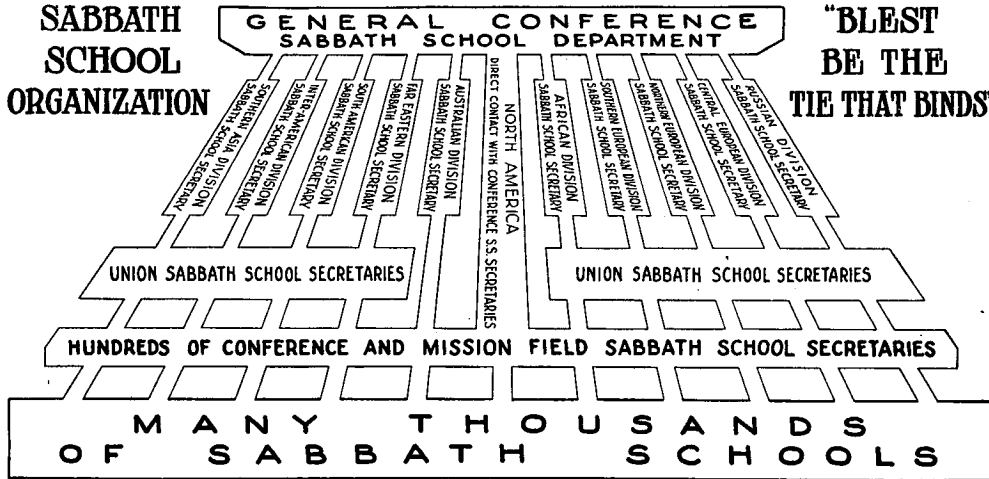 SABBATH
SCHOOL
ORGANIZATION
"BLEST
BE THE
TIE THAT BINDS"
GENERAL CONFERENCE
SABBATH SCHOOL DEPARTMENT
SOUTHERN ASIA DIVISION
SABBATH SCHOOL SECRETARY
INTER-AMERICAN DIVISION
SABBATH SCHOOL SECRETARY
SOUTH AMERICAN DIVISION
SABBATH SCHOOL SECRETARY
FAR EASTERN DIVISION
SABBATH SCHOOL SECRETARY
AUSTRALIAN DIVISION
SABBATH SCHOOL SECRETARY
NORTH AMERICA
DIRECT CONTACT WITH CONFERENCE S.S. SECRETARIES
AFRICAN DIVISION
SABBATH SCHOOL SECRETARY
SOUTHERN EUROPEAN DIVISION
SABBATH SCHOOL SECRETARY
NORTHERN EUROPEAN DIVISION
SABBATH SCHOOL SECRETARY
CENTRAL EUROPEAN DIVISION
SABBATH SCHOOL SECRETARY
RUSSIAN DIVISION
SABBATH SCHOOL SECRETARY
UNION SABBATH SCHOOL SECRETARIES
UNION SABBATH SCHOOL SECRETARIES
HUNDREDS OF CONFERENCE AND MISSION FIELD SABBATH SCHOOL SECRETARIES
MANY THOUSANDS
OF SABBATH SCHOOLS